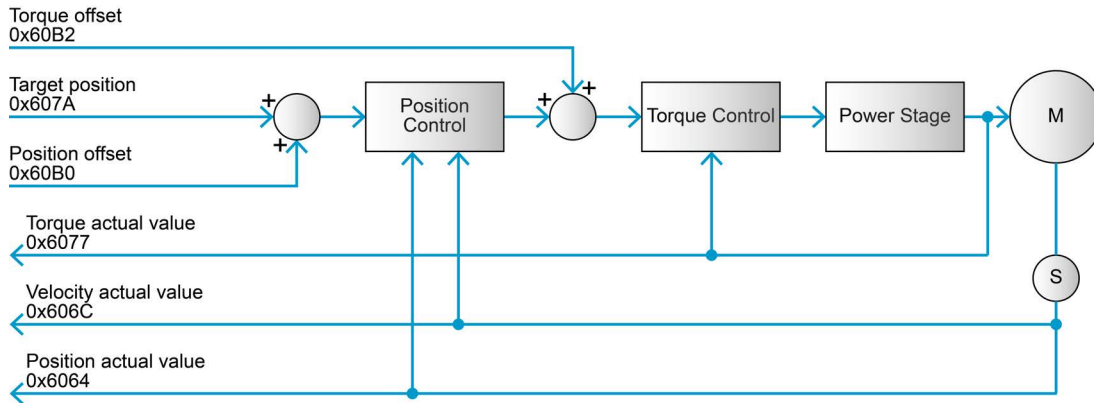 Torque offset
0x60B2
Target position
0x607A
Position offset
0x60B0
+
+
Position
Control
+
+
Torque Control
Power Stage
M
Torque actual value
0x6077
S
Velocity actual value
0x606C
Position actual value
0x6064